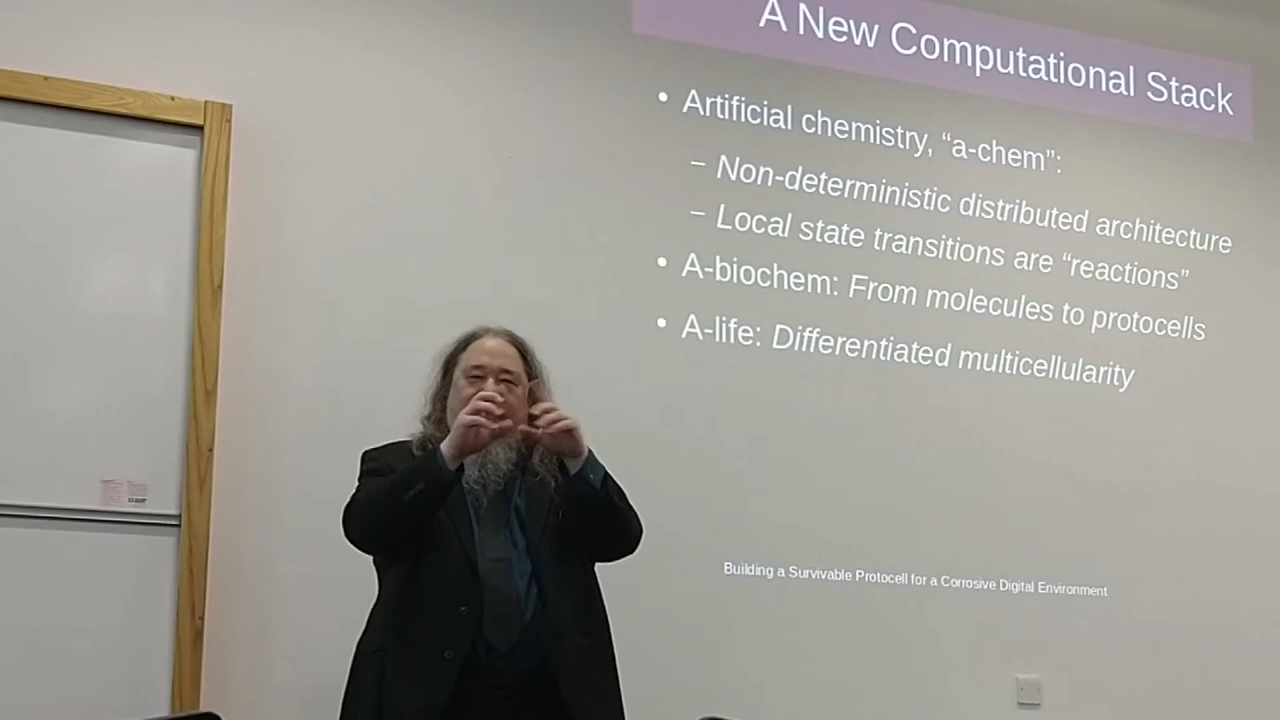 A New Computational Stack
• Artificial chemistry, “a-chem”:
– Non-deterministic distributed architecture
– Local state transitions are “reactions”
• A-biochem: From molecules to protocells
• A-life: Differentiated multicellularity
Building a Survivable Protocell for a Corrosive Digital Environment